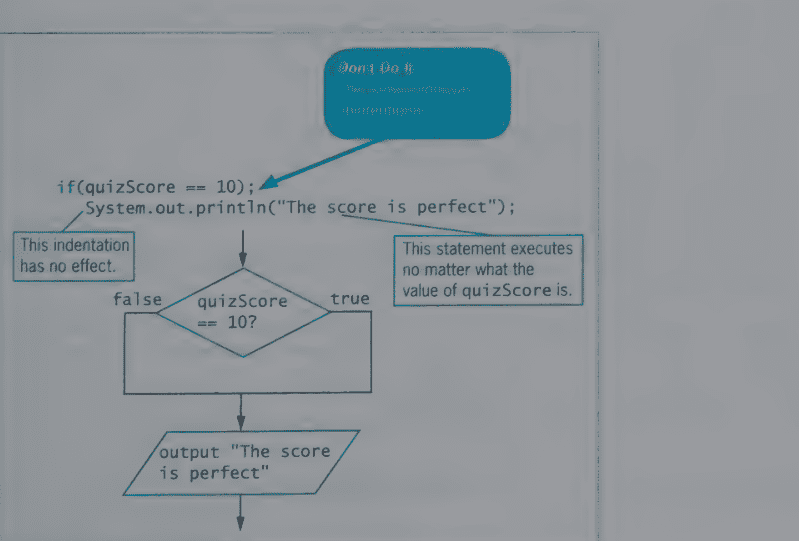 Don't Do It
if(quizScore == 10);
System.out.println("The score is perfect");
This indentation
has no effect.
This statement executes
no matter what the
value of quizScore is.
false
true
quizScore
== 10?
output "The score
is perfect"